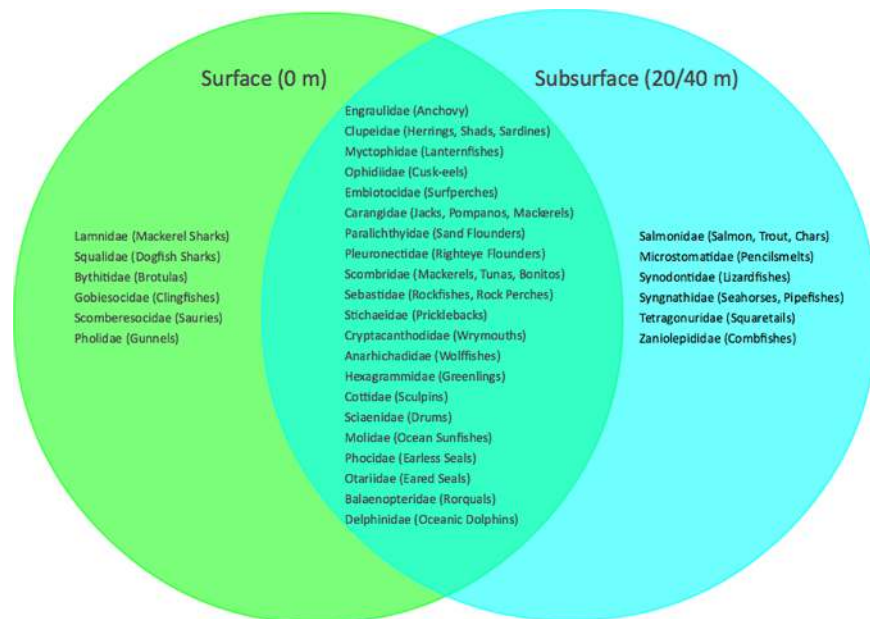 Surface (0 m)
Subsurface (20/40 m)
Engraulidae (Anchovy)
Clupeidae (Herrings, Shads, Sardines)
Myctophidae (Lanternfishes)
Ophidiidae (Cusk-eels)
Embiotocidae (Surfperches)
Carangidae (Jacks, Pompanos, Mackerels)
Paralichthyidae (Sand Flounders)
Pleuronectidae (Righteye Flounders)
Scombridae (Mackerels, Tunas, Bonitos)
Sebastidae (Rockfishes, Rock Perches)
Stichaeidae (Pricklebacks)
Cryptacanthodidae (Wrymouths)
Anarhichadidae (Wolffishes)
Hexagrammidae (Greenlings)
Cottidae (Sculpins)
Sciaenidae (Drums)
Molidae (Ocean Sunfishes)
Phocidae (Earless Seals)
Otariidae (Eared Seals)
Balaenopteridae (Rorquals)
Delphinidae (Oceanic Dolphins)
Lamnidae (Mackerel Sharks)
Squalidae (Dogfish Sharks)
Bythitidae (Brotulas)
Gobiesocidae (Clingfishes)
Scomberesocidae (Sauries)
Pholidae (Gunnels)
Salmonidae (Salmon, Trout, Chars)
Microstomatidae (Pencilsmelts)
Synodontidae (Lizardfishes)
Syngnathidae (Seahorses, Pipefishes)
Tetragonuridae (Squaretails)
Zaniolepididae (Combfishes)